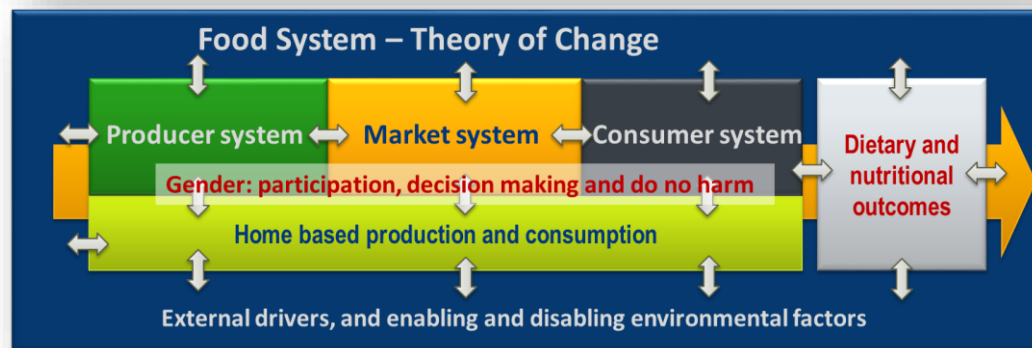 Food System – Theory of Change
Producer system
Market system
Consumer system
Gender: participation, decision making and do no harm
Home based production and consumption
Dietary and
nutritional
outcomes
External drivers, and enabling and disabling environmental factors